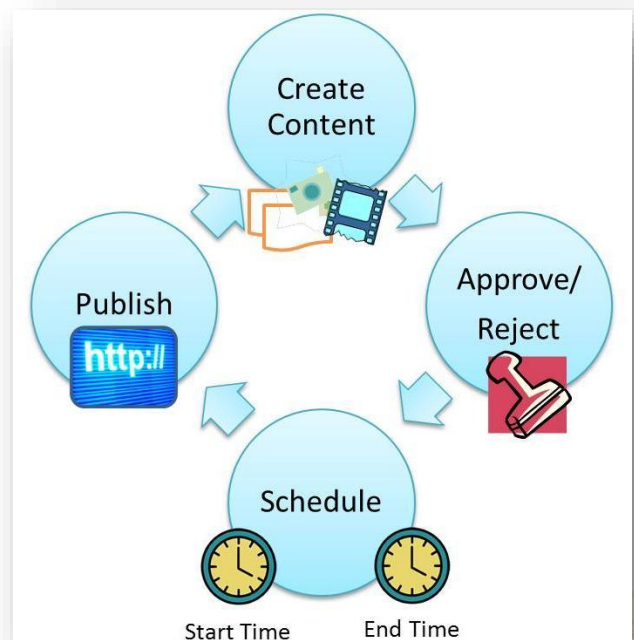 Create
Content
Approve/
Reject
Schedule
Start Time
End Time
Publish
http://